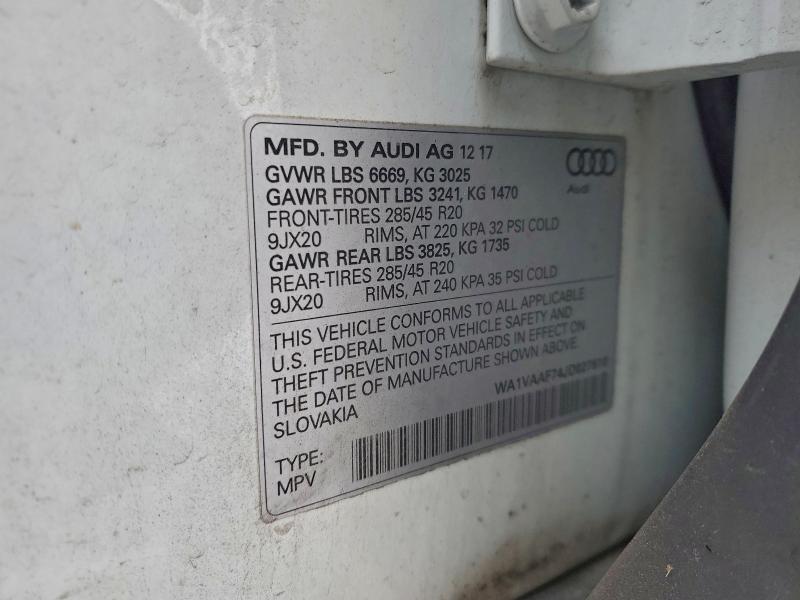 MFD. BY AUDI AG 12 17
GVWR LBS 6669, KG 3025
GAWR FRONT LBS 3241, KG 1470
FRONT-TIRES 285/45 R20
9JX20 RIMS, AT 220 KPA 32 PSI COLD
GAWR REAR LBS 3825, KG 1735
REAR-TIRES 285/45 R20
9JX20 RIMS, AT 240 KPA 35 PSI COLD
Audi
THIS VEHICLE CONFORMS TO ALL APPLICABLE
U.S. FEDERAL MOTOR VEHICLE SAFETY AND
THEFT PREVENTION STANDARDS IN EFFECT ON
THE DATE OF MANUFACTURE SHOWN ABOVE.
SLOVAKIA
TYPE:
MPV